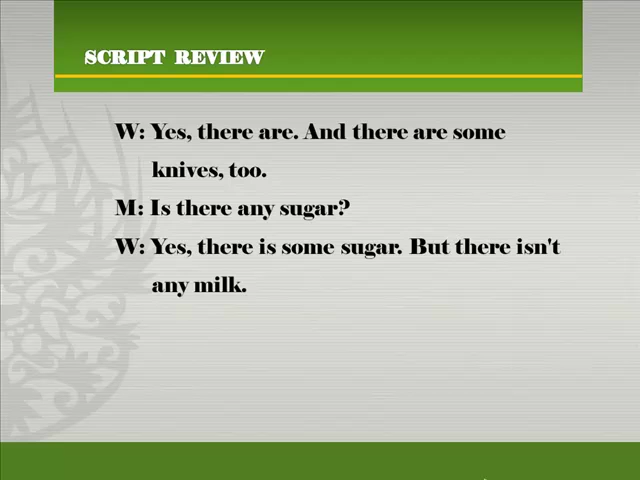 SCRIPT REVIEW
W: Yes, there are. And there are some
knives, too.
M: Is there any sugar?
W: Yes, there is some sugar. But there isn't
any milk.